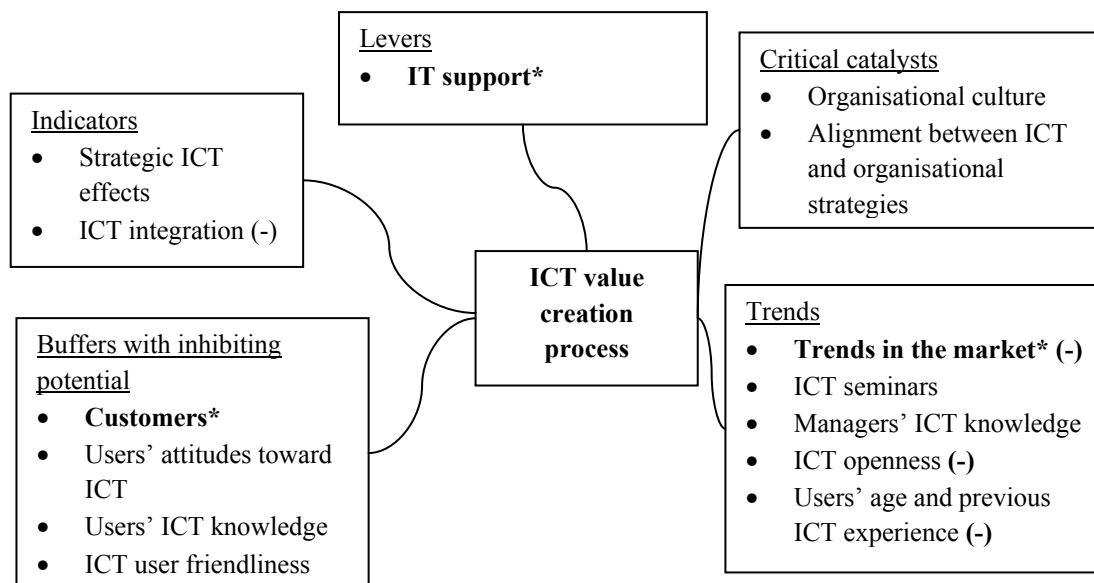 Levers
• IT support*
Critical catalysts
• Organisational culture
• Alignment between ICT
and organisational
strategies
Indicators
• Strategic ICT
effects
• ICT integration (-)
ICT value
creation
process
Buffers with inhibiting
potential
• Customers*
• Users’ attitudes toward
ICT
• Users’ ICT knowledge
• ICT user friendliness
Trends
• Trends in the market* (-)
• ICT seminars
• Managers’ ICT knowledge
• ICT openness (-)
• Users’ age and previous
ICT experience (-)